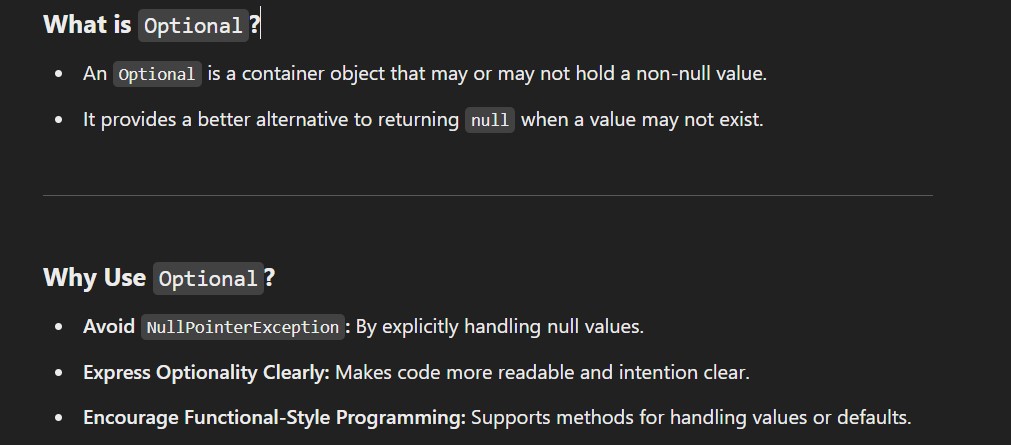 What is Optional?
• An Optional is a container object that may or may not hold a non-null value.
• It provides a better alternative to returning null when a value may not exist.
Why Use Optional?
• Avoid NullPointerException: By explicitly handling null values.
• Express Optionality Clearly: Makes code more readable and intention clear.
• Encourage Functional-Style Programming: Supports methods for handling values or defaults.